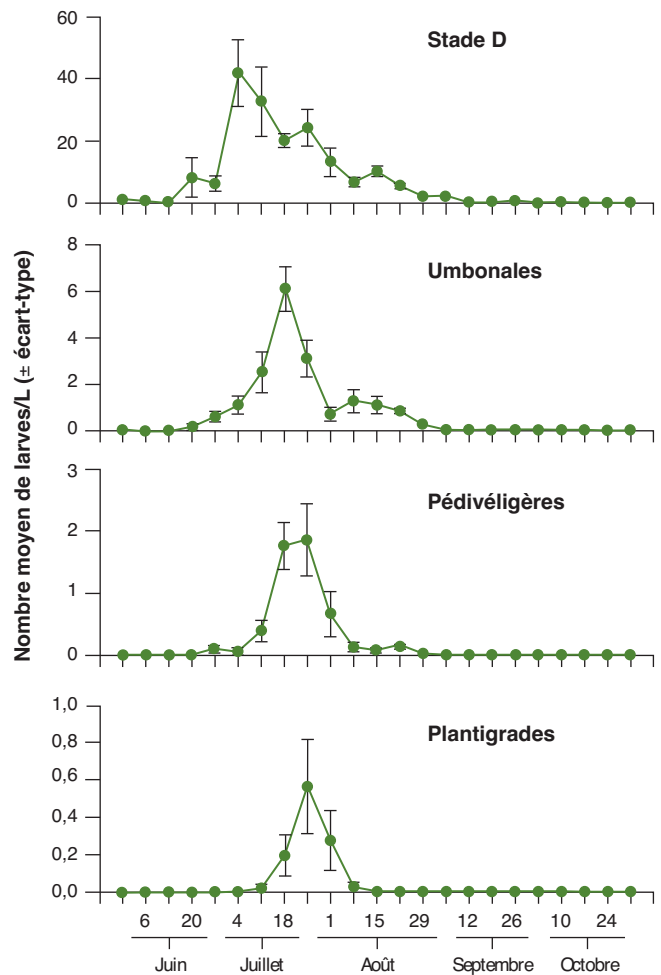 Nombre moyen de larves/L (± écart-type)
Stade D
60
40
20
0
Umbonales
8
6
4
2
0
Pédivéligères
3
2
1
0
Plantigrades
1,0
0,8
0,6
0,4
0,2
0,0
6 20 4 18 1 15 29 12 26 10 24
Juin Juillet Août Septembre Octobre